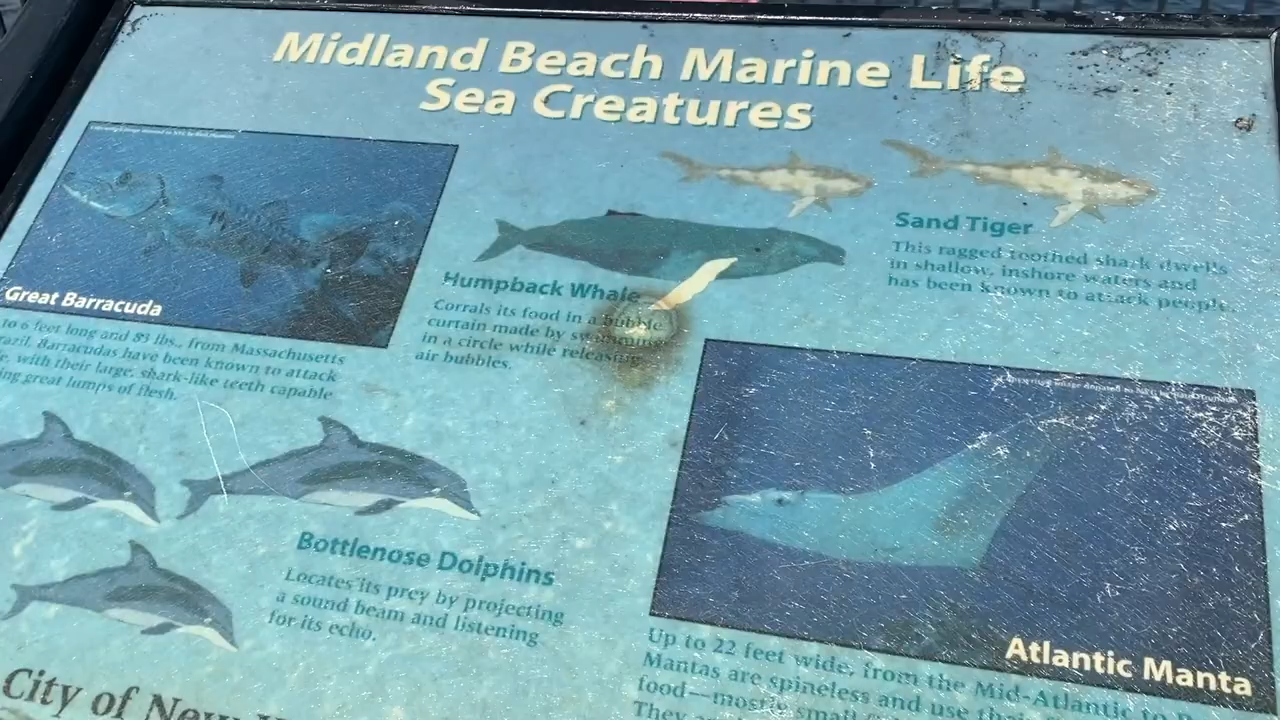 Midland Beach Marine Life
Sea Creatures
Great Barracuda
to 6 feet long and 83 lbs., from Massachusetts
razil. Barracudas have been known to attack
with their large, shark-like teeth capable
ing great lumps of flesh.
Humpback Whale
Corrals its food in a bubble
curtain made by swimming
in a circle while releasing
air bubbles.
Sand Tiger
This ragged toothed shark dwells
in shallow, inshore waters and
has been known to attack people.
Bottlenose Dolphins
Locates its prey by projecting
a sound beam and listening
for its echo.
Atlantic Manta
Up to 22 feet wide, from the Mid-Atlantic to
Mantas are spineless and use their
food—mostly small
They
City of New